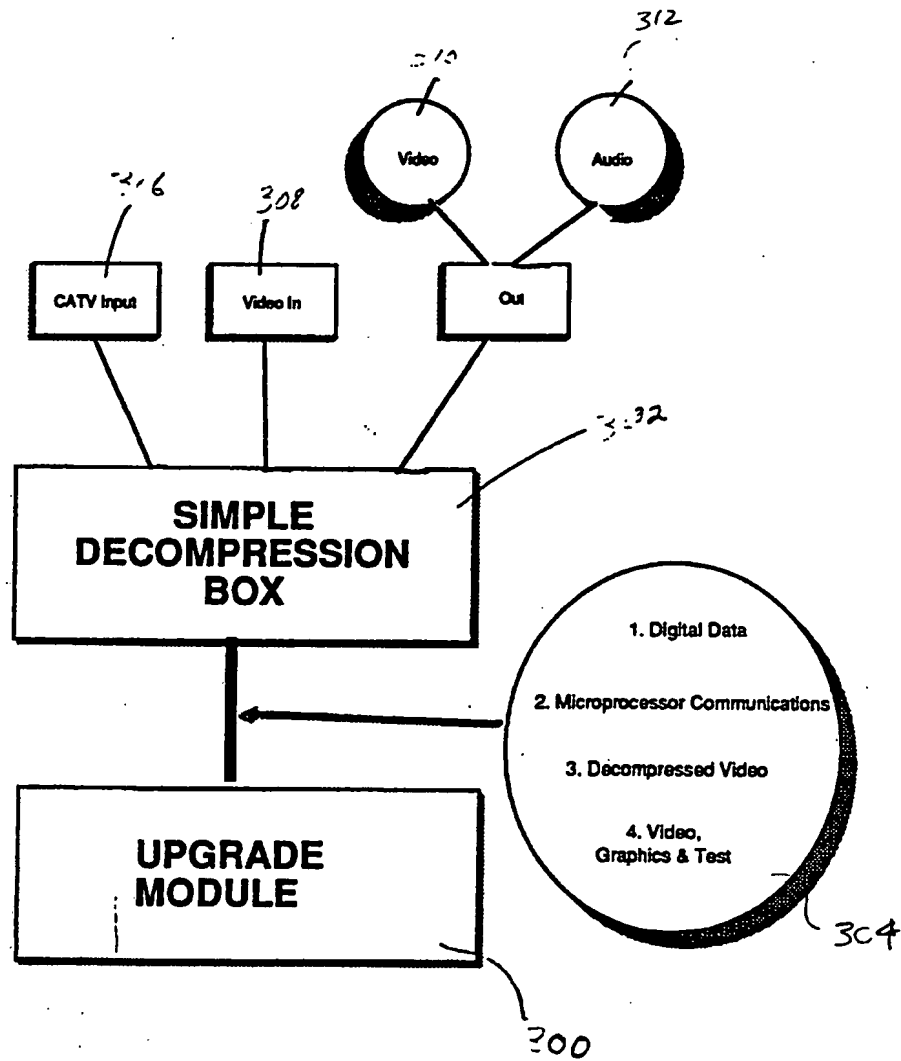 312
308
Video
Audio
CATV Input
Video In
Out
SIMPLE
DECOMPRESSION
BOX
1. Digital Data
2. Microprocessor Communications
3. Decompressed Video
4. Video,
Graphics & Test
UPGRADE
MODULE
304
300